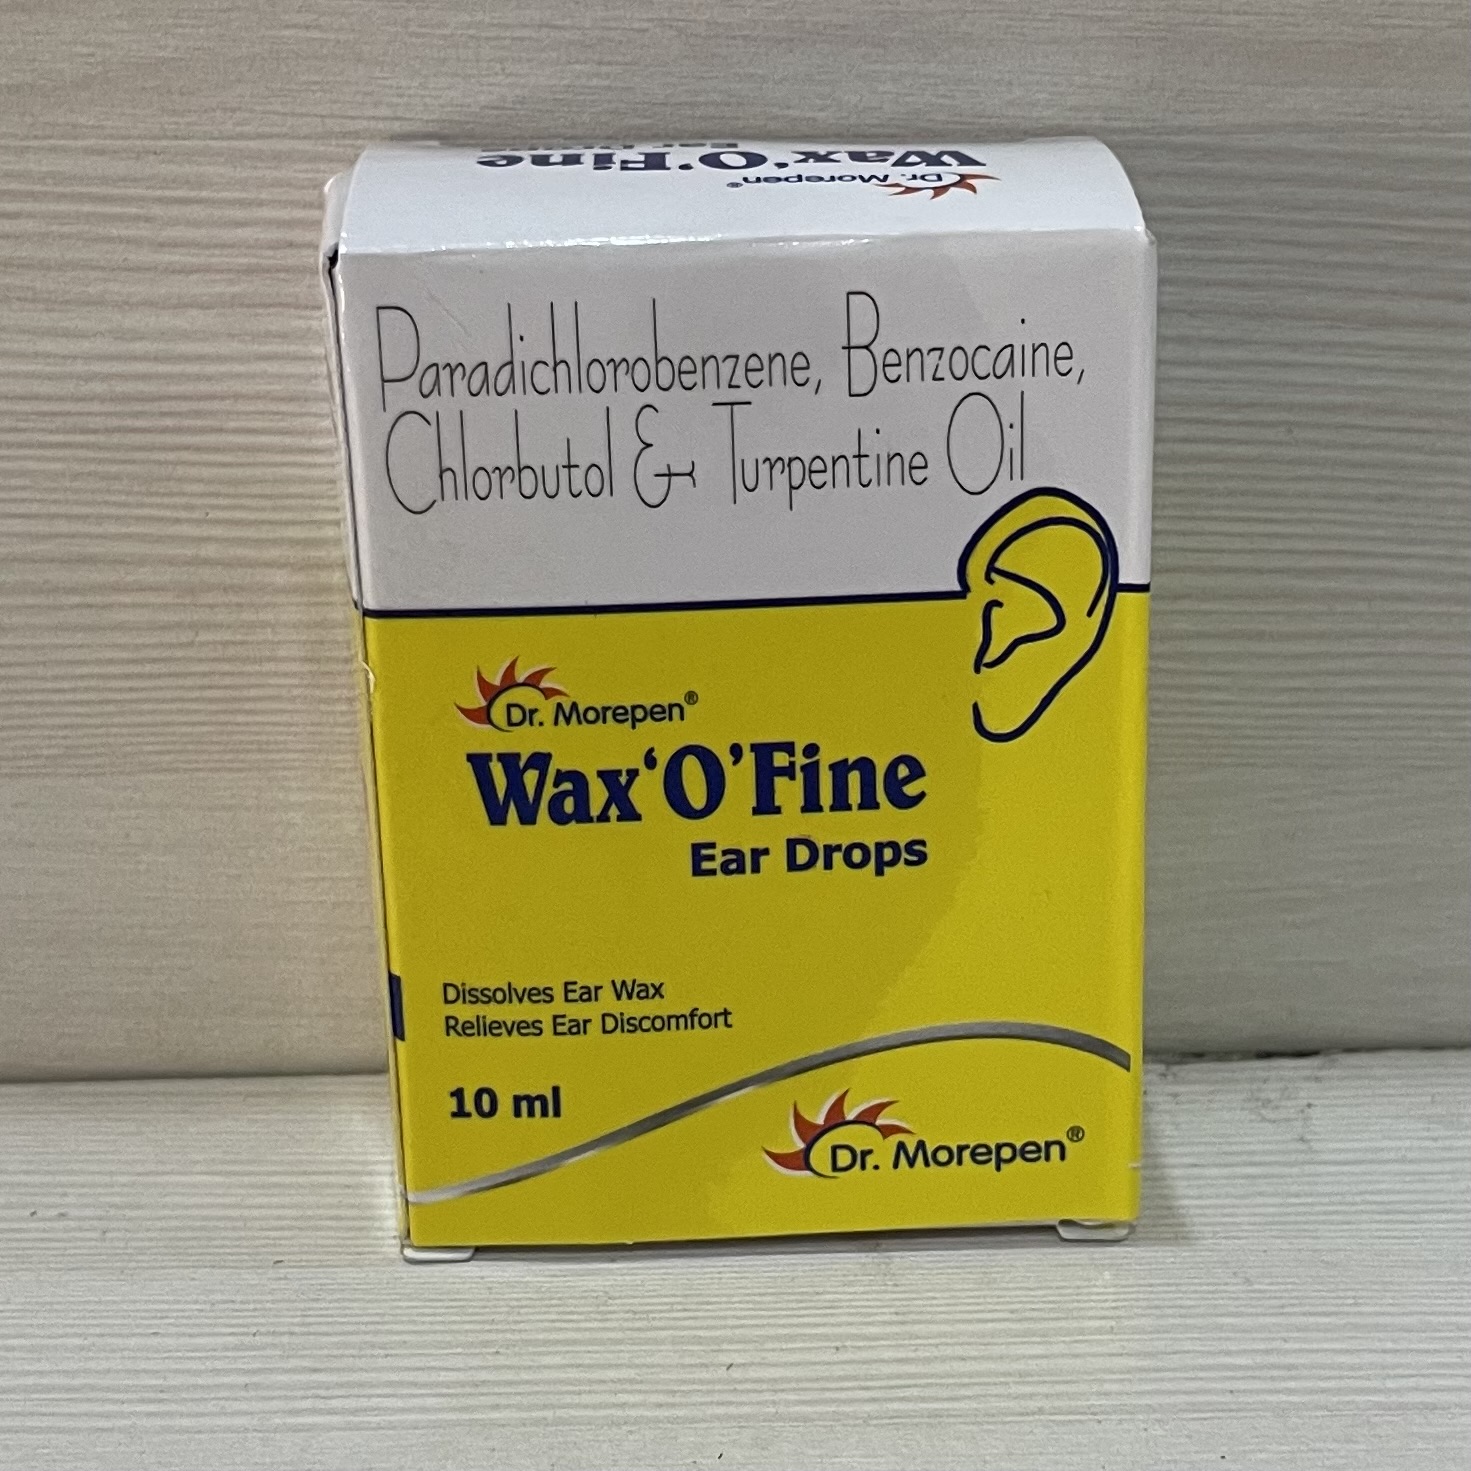 Wax'O'Fine
Dr. Morepen®
Paradichlorobenzene, Benzocaine,
Chlorbutol & Turpentine Oil
Dr. Morepen®
Wax‘O’Fine
Ear Drops
Dissolves Ear Wax
Relieves Ear Discomfort
10 ml
Dr. Morepen®